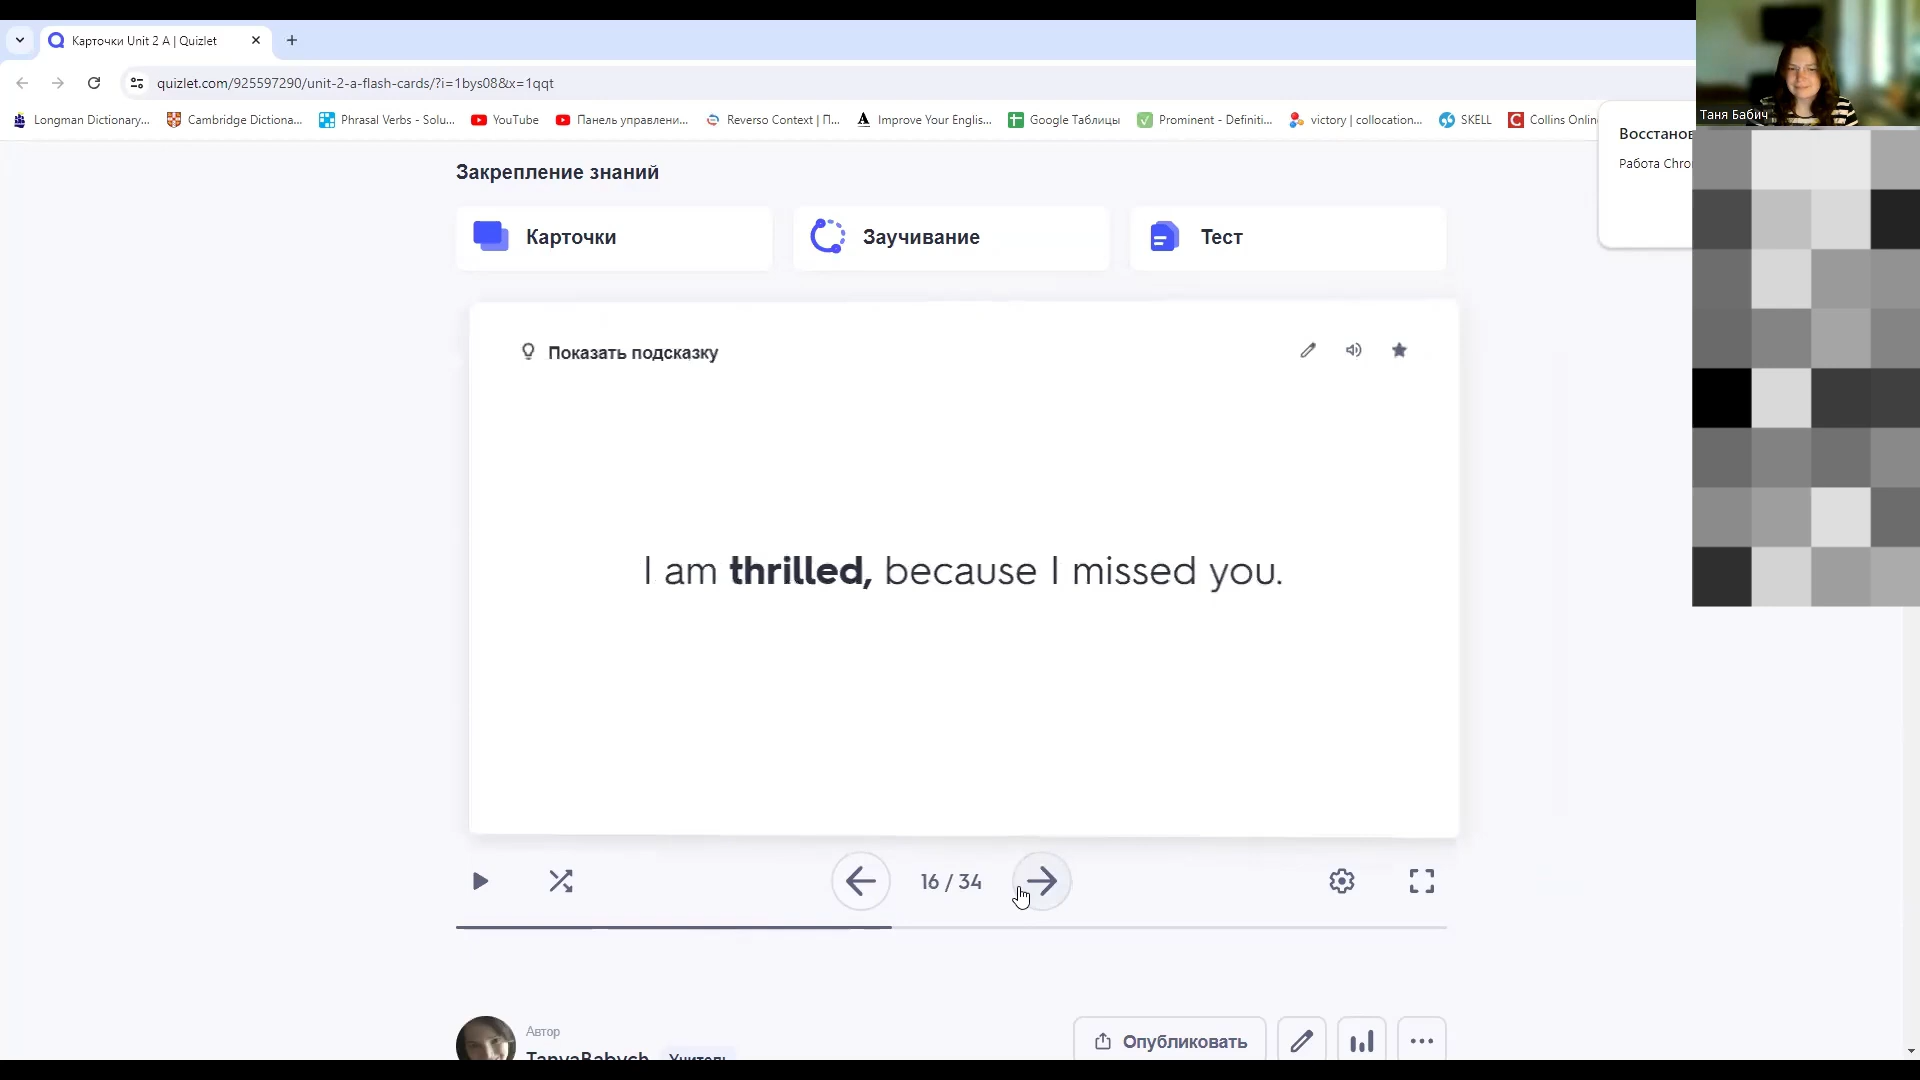 Карточки Unit 2 A | Quizlet
quizlet.com/925597290/unit-2-a-flash-cards/?i=1bys08&x=1qqt
Longman Dictionary...
Cambridge Dictiona...
Phrasal Verbs - Solu...
YouTube
Панель управлени...
Reverso Context | П...
Improve Your Englis...
Google Таблицы
Prominent - Definiti...
victory | collocation...
SKELL
Collins Onlin
Таня Бабич
Восстанов
Работа Chro
Закрепление знаний
Карточки
Заучивание
Тест
Показать подсказку
I am thrilled, because I missed you.
16 / 34
Автор
TanyaBabych
Учитель
Опубликовать